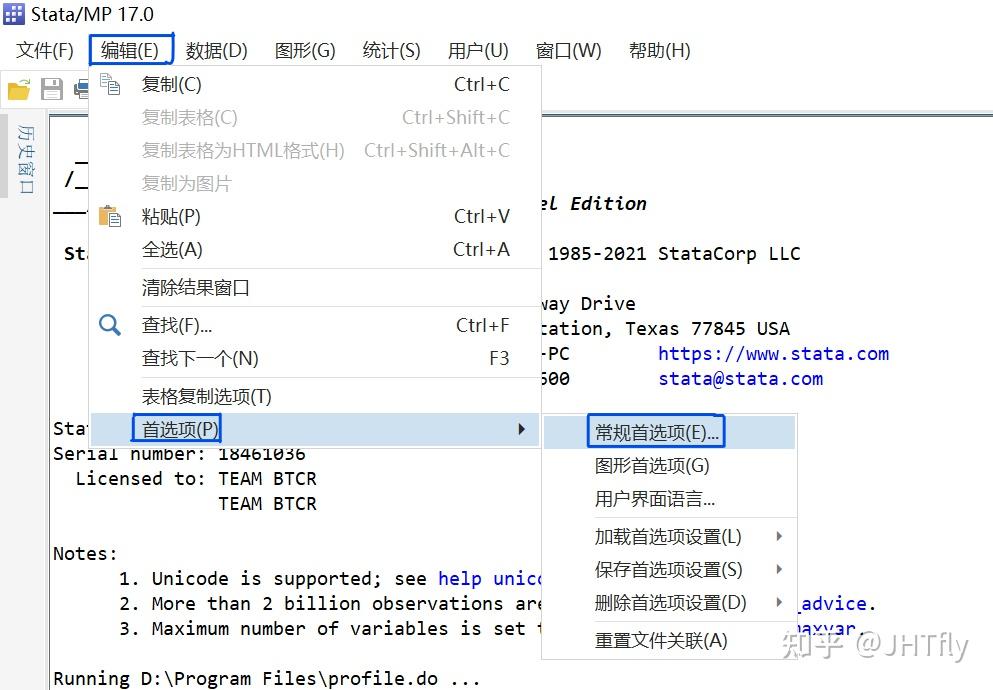 Stata/MP 17.0
文件(F) 编辑(E) 数据(D) 图形(G) 统计(S) 用户(U) 窗口(W) 帮助(H)
复制(C) Ctrl+C
复制表格(C) Ctrl+Shift+C
复制表格为HTML格式(H) Ctrl+Shift+Alt+C
复制为图片
粘贴(P) Ctrl+V
全选(A) Ctrl+A
清除结果窗口
查找(F)... Ctrl+F
查找下一个(N) F3
表格复制选项(T)
首选项(P)
常规首选项(E)...
图形首选项(G)
用户界面语言...
加载首选项设置(L)
保存首选项设置(S)
删除首选项设置(D)
重置文件关联(A)
历史窗口
el Edition
Sta 1985-2021 StataCorp LLC
way Drive
tation, Texas 77845 USA
-PC https://www.stata.com
600 stata@stata.com
Stat
Serial number: 18461036
Licensed to: TEAM BTCR
TEAM BTCR
Notes:
1. Unicode is supported; see help unico
2. More than 2 billion observations are _advice.
3. Maximum number of variables is set t maxvar.
Running D:\Program Files\profile.do ...
知乎 @JHTfly